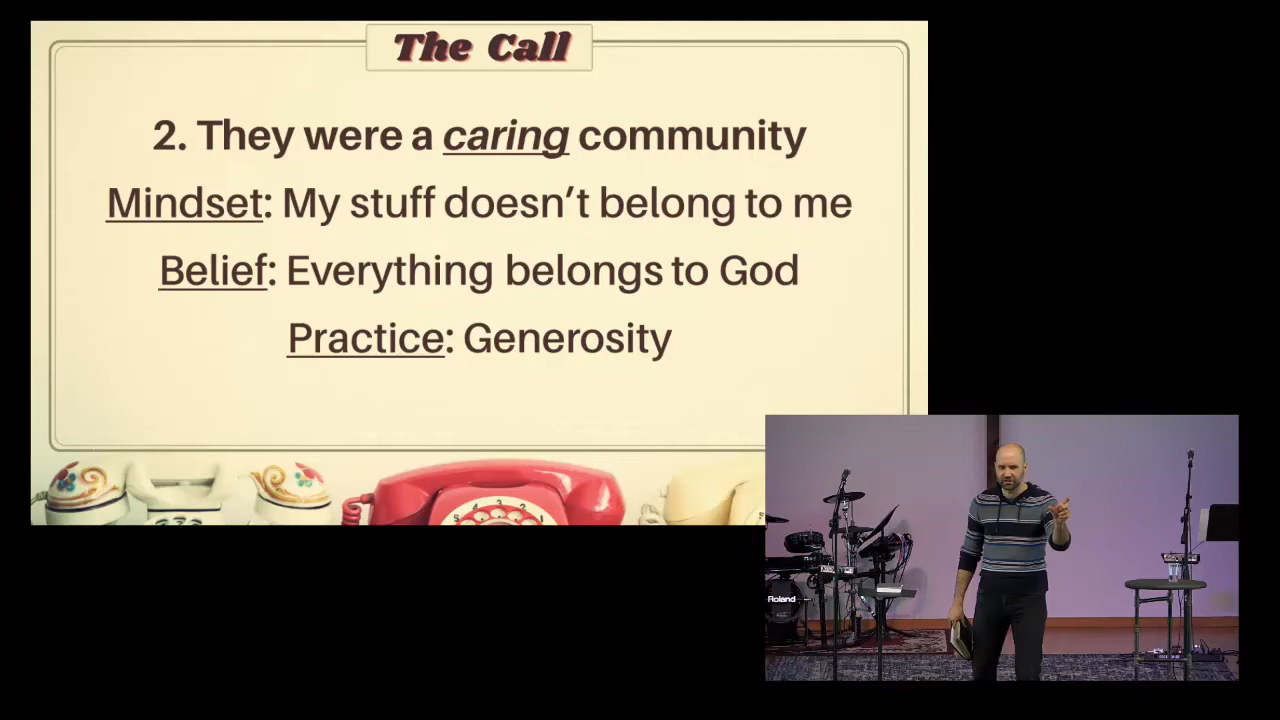 The Call
2. They were a caring community
Mindset: My stuff doesn’t belong to me
Belief: Everything belongs to God
Practice: Generosity
Roland